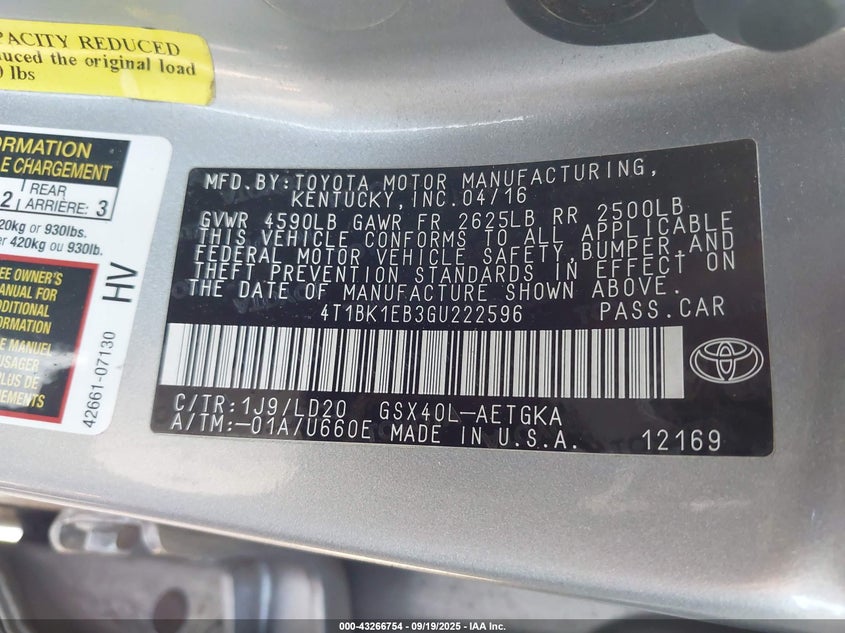 PACITY REDUCED
uced the original load
lbs
ORMATION
E CHARGEMENT
2 REAR ARRIÈRE: 3
20kg or 930lbs.
er 420kg ou 930lb.
EE OWNER'S
MANUAL FOR
DDITIONAL
FORMATION
E MANUEL
USAGER
PLUS DE
EMENTS
HV
42661-07130
MFD.BY:TOYOTA MOTOR MANUFACTURING,
KENTUCKY,INC.04/16
GVWR 4590LB GAWR FR 2625LB RR 2500LB
THIS VEHICLE CONFORMS TO ALL APPLICABLE
FEDERAL MOTOR VEHICLE SAFETY,BUMPER,AND
THEFT PREVENTION STANDARDS IN EFFECT ON
THE DATE OF MANUFACTURE SHOWN ABOVE.
4T1BK1EB3GU222596 PASS.CAR
C/TR:1J9/LD20 GSX40L-AETGKA
A/TM:-01A/U660E MADE IN U.S.A. 12169
000-43266754 - 09/19/2025 - IAA Inc.